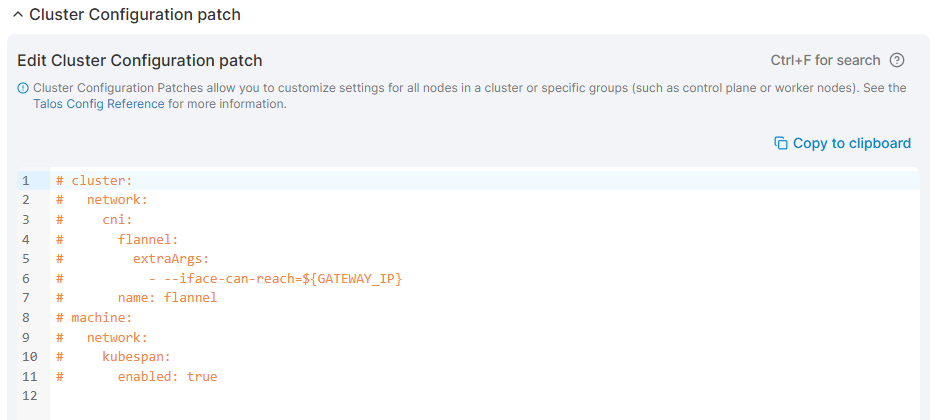 Cluster Configuration patch
Edit Cluster Configuration patch
Ctrl+F for search
Cluster Configuration Patches allow you to customize settings for all nodes in a cluster or specific groups (such as control plane or worker nodes). See the
Talos Config Reference for more information.
Copy to clipboard
1 # cluster:
2 #   network:
3 #     cni:
4 #       flannel:
5 #         extraArgs:
6 #           - --iface-can-reach=${GATEWAY_IP}
7 #       name: flannel
8 # machine:
9 #   network:
10 #     kubespan:
11 #       enabled: true
12